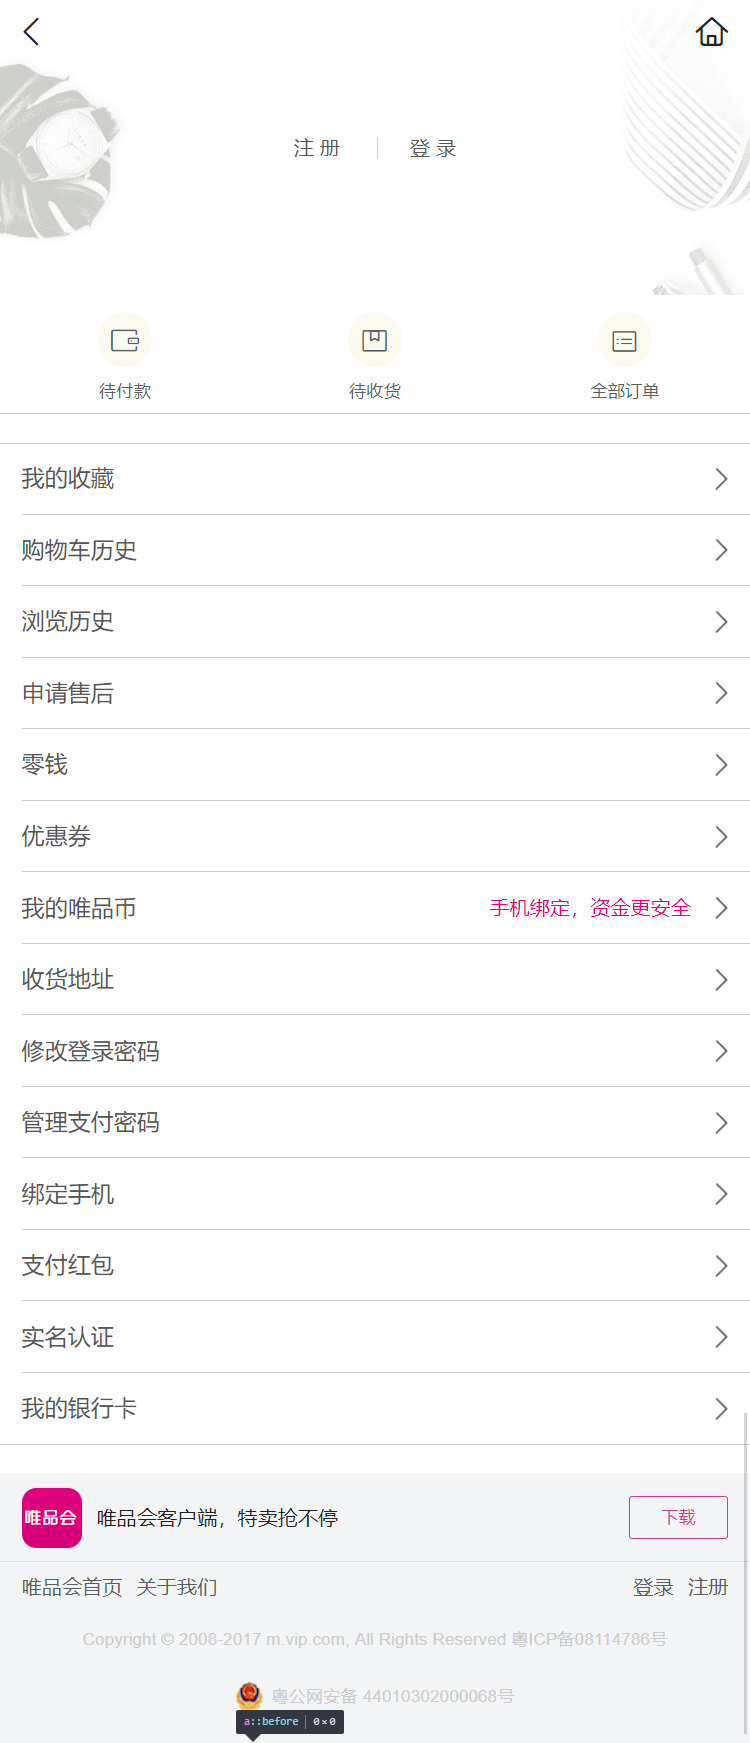 注 册 登 录
待付款 待收货 全部订单
我的收藏
购物车历史
浏览历史
申请售后
零钱
优惠券
我的唯品币 手机绑定，资金更安全
收货地址
修改登录密码
管理支付密码
绑定手机
支付红包
实名认证
我的银行卡
唯品会 唯品会客户端，特卖抢不停 下载
唯品会首页 关于我们 登录 注册
Copyright © 2008-2017 m.vip.com, All Rights Reserved 粤ICP备08114786号
粤公网安备 44010302000068号
a::before 0×0